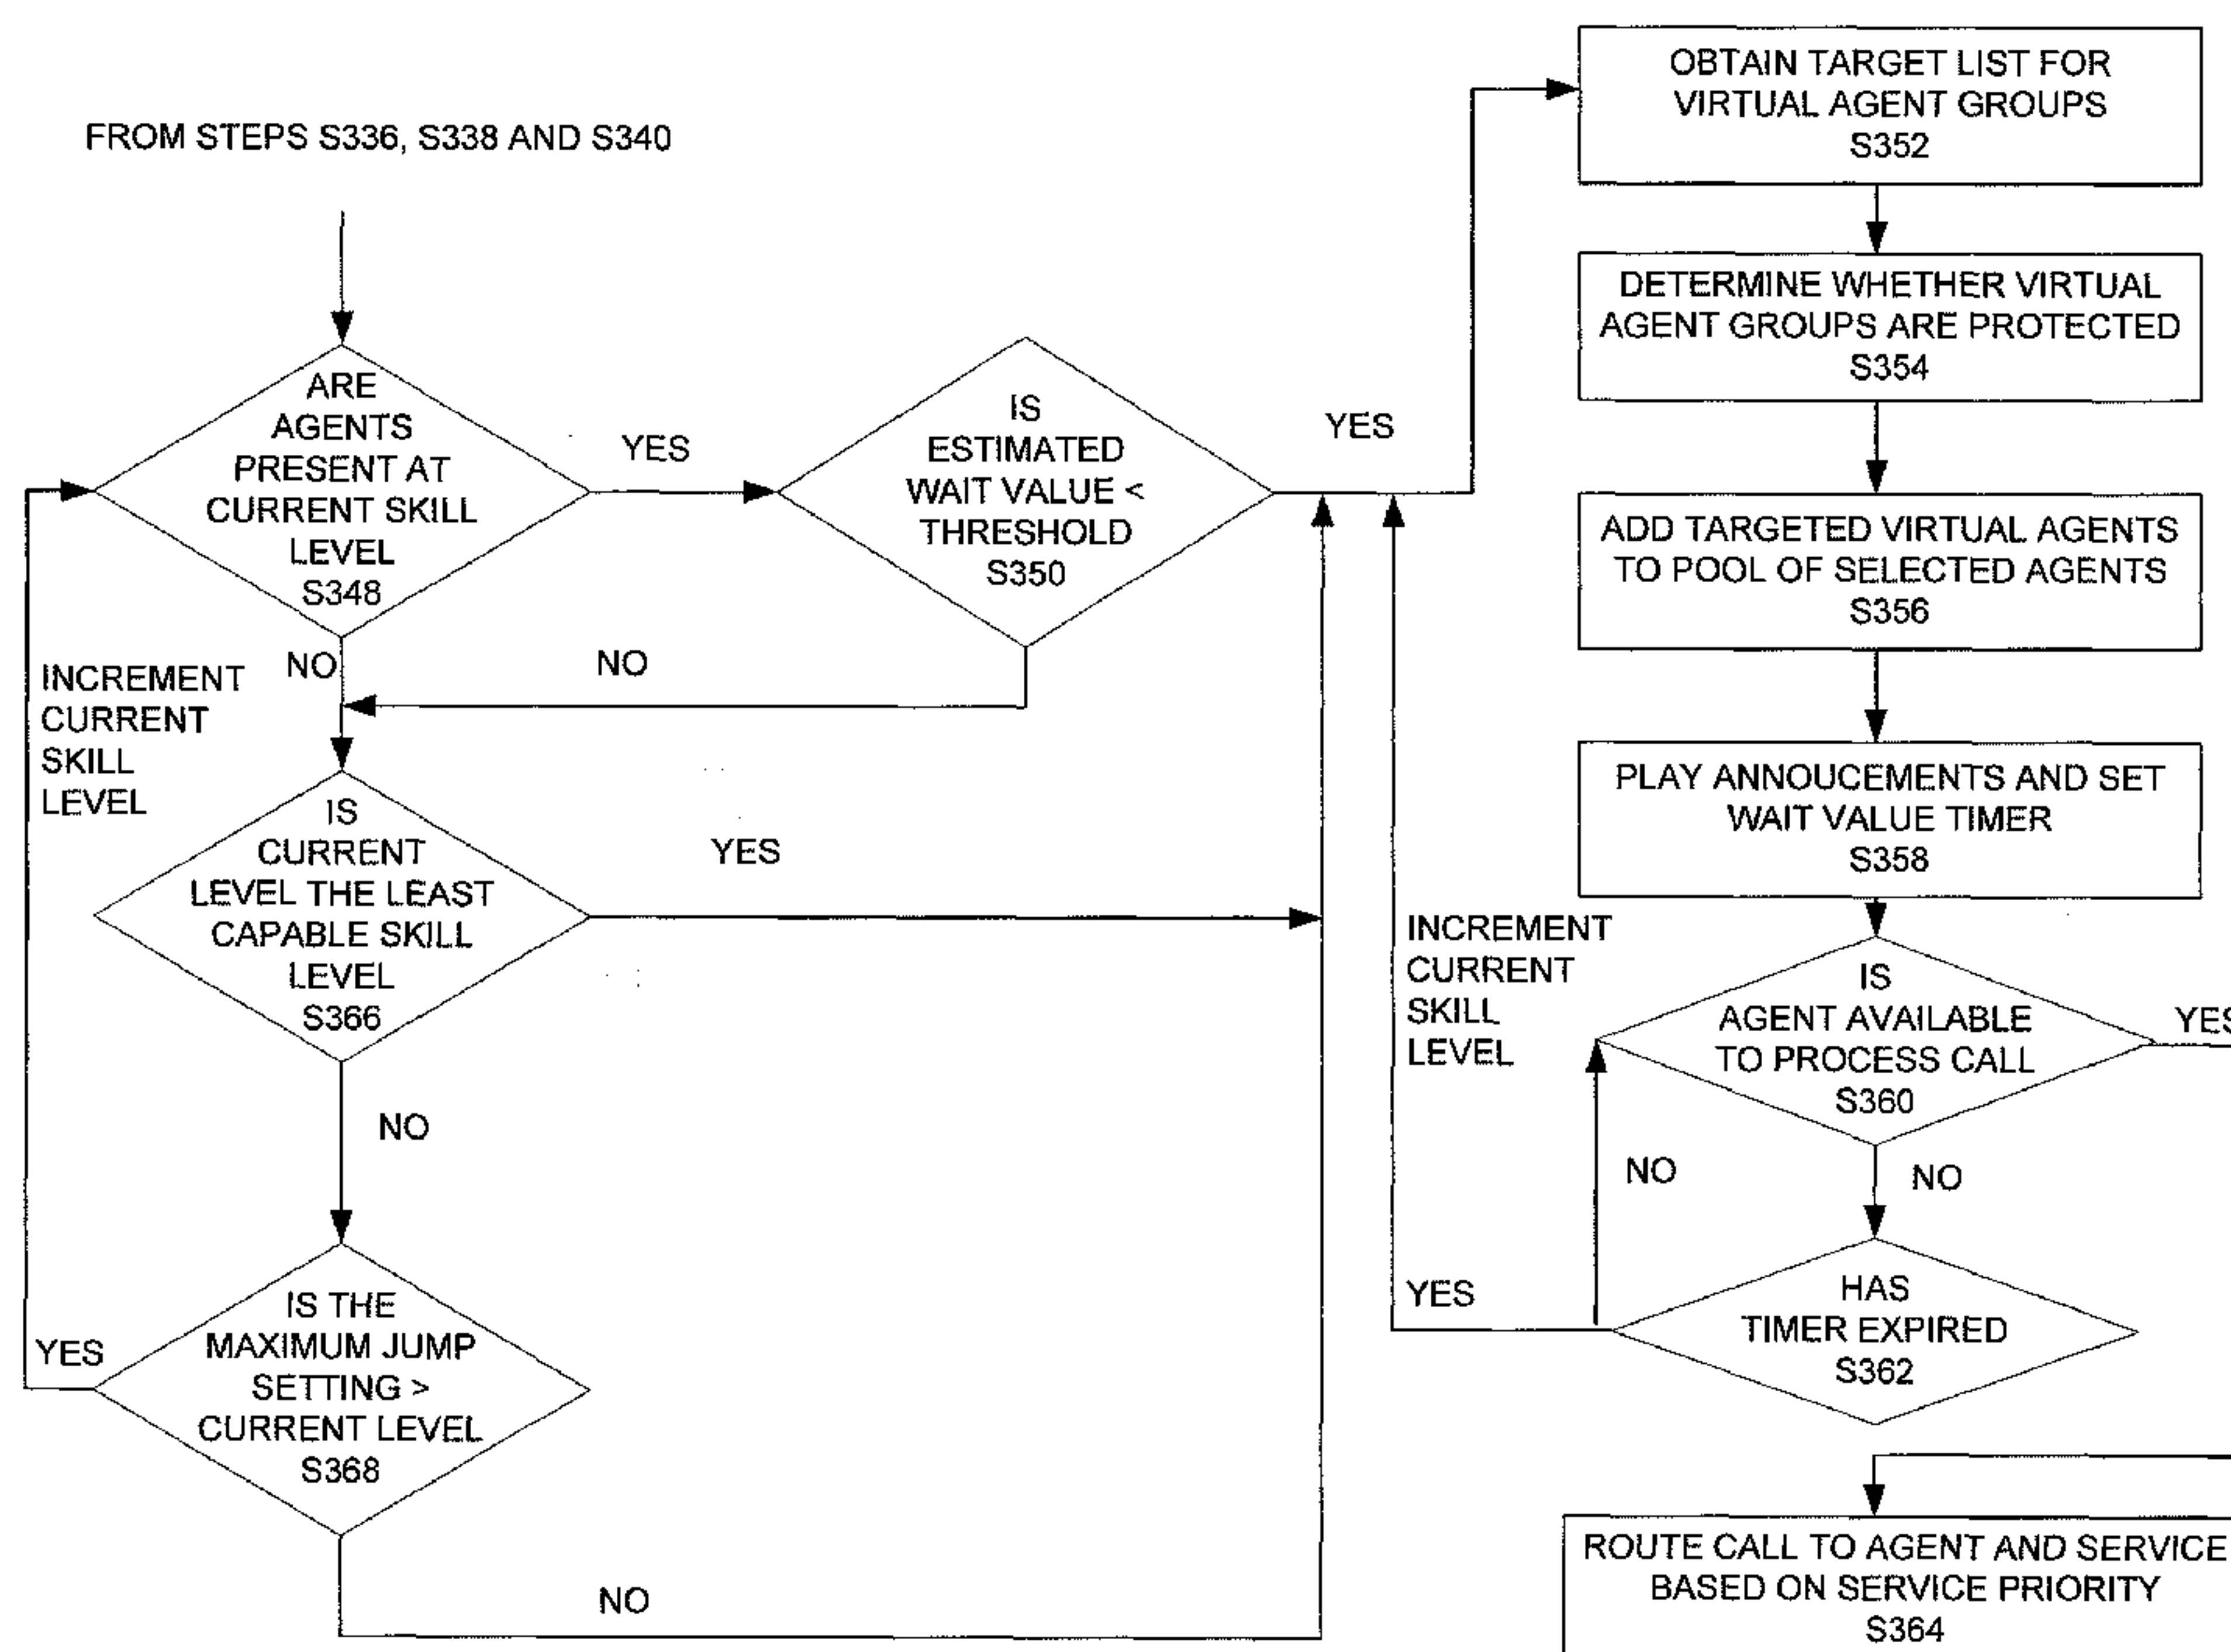 FROM STEPS S336, S338 AND S340
ARE
AGENTS
PRESENT AT
CURRENT SKILL
LEVEL
S348
YES
IS
ESTIMATED
WAIT VALUE <
THRESHOLD
S350
YES
NO
NO
INCREMENT
CURRENT
SKILL
LEVEL
IS
CURRENT
LEVEL THE LEAST
CAPABLE SKILL
LEVEL
S366
YES
NO
IS THE
MAXIMUM JUMP
SETTING >
CURRENT LEVEL
S368
YES
NO
OBTAIN TARGET LIST FOR
VIRTUAL AGENT GROUPS
S352
DETERMINE WHETHER VIRTUAL
AGENT GROUPS ARE PROTECTED
S354
ADD TARGETED VIRTUAL AGENTS
TO POOL OF SELECTED AGENTS
S356
PLAY ANNOUCEMENTS AND SET
WAIT VALUE TIMER
S358
INCREMENT
CURRENT
SKILL
LEVEL
IS
AGENT AVAILABLE
TO PROCESS CALL
S360
YES
NO
NO
HAS
TIMER EXPIRED
S362
YES
ROUTE CALL TO AGENT AND SERVICE
BASED ON SERVICE PRIORITY
S364